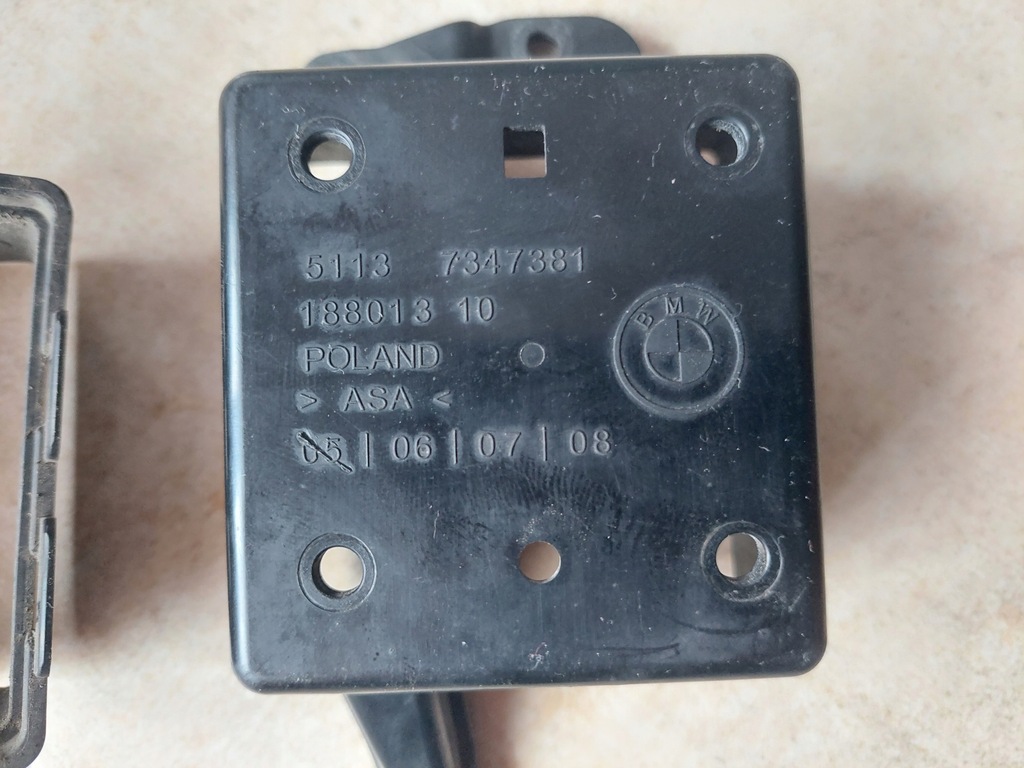 5113 7347381
188013 10
POLAND
> ASA <
05 | 06 | 07 | 08
BMW